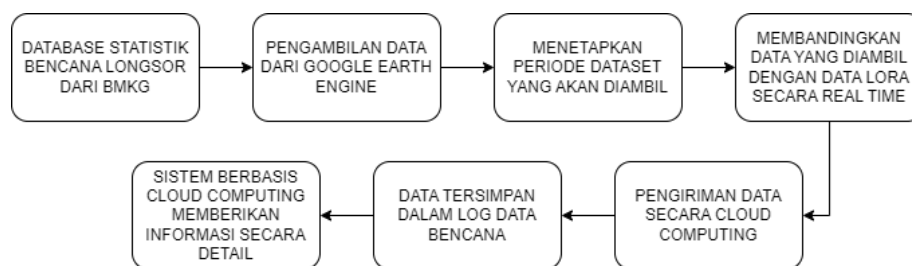 DATABASE STATISTIK
BENCANA LONGSOR
DARI BMKG
PENGAMBILAN DATA
DARI GOOGLE EARTH
ENGINE
MENETAPKAN
PERIODE DATASET
YANG AKAN DIAMBIL
MEMBANDINGKAN
DATA YANG DIAMBIL
DENGAN DATA LORA
SECARA REAL TIME
PENGIRIMAN DATA
SECARA CLOUD
COMPUTING
DATA TERSIMPAN
DALAM LOG DATA
BENCANA
SISTEM BERBASIS
CLOUD COMPUTING
MEMBERIKAN
INFORMASI SECARA
DETAIL